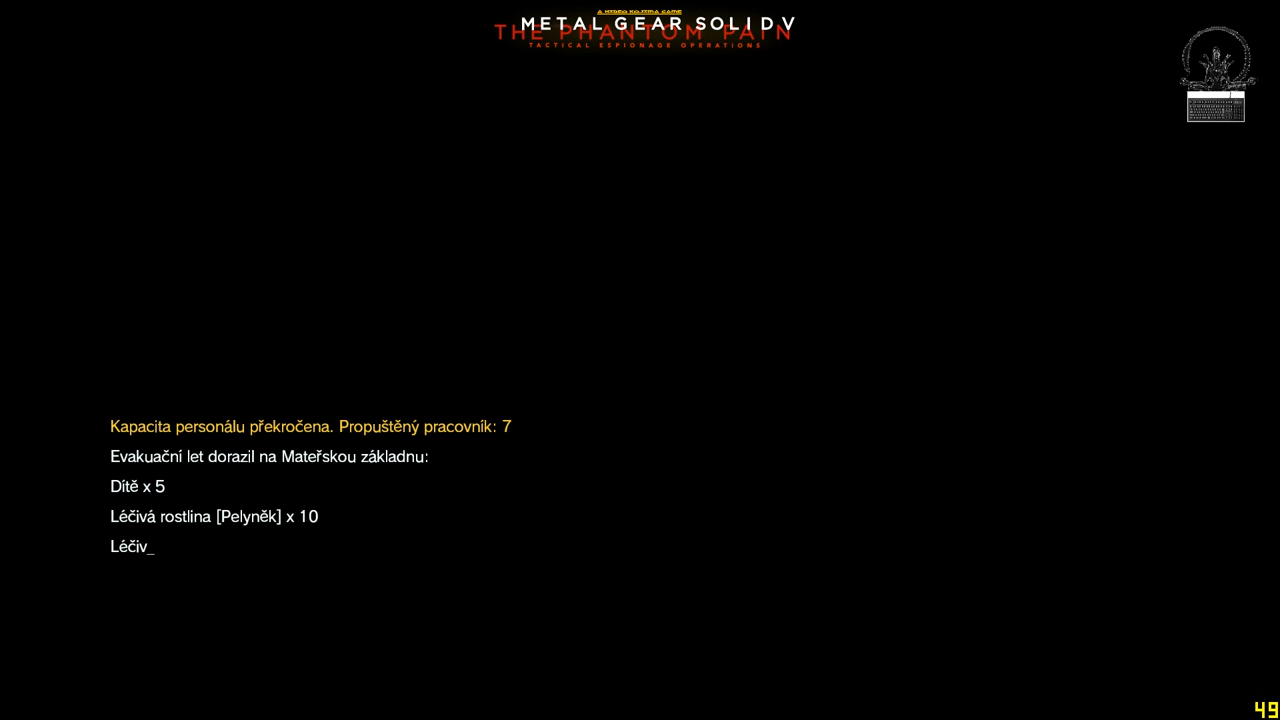 A HIDEO KOJIMA GAME
METAL GEAR SOLID V
THE PHANTOM PAIN
TACTICAL ESPIONAGE OPERATIONS
Kapacita personálu překročena. Propuštěný pracovník: 7
Evakuační let dorazil na Mateřskou základnu:
Dítě x 5
Léčivá rostlina [Pelyněk] x 10
Léčiv_
49